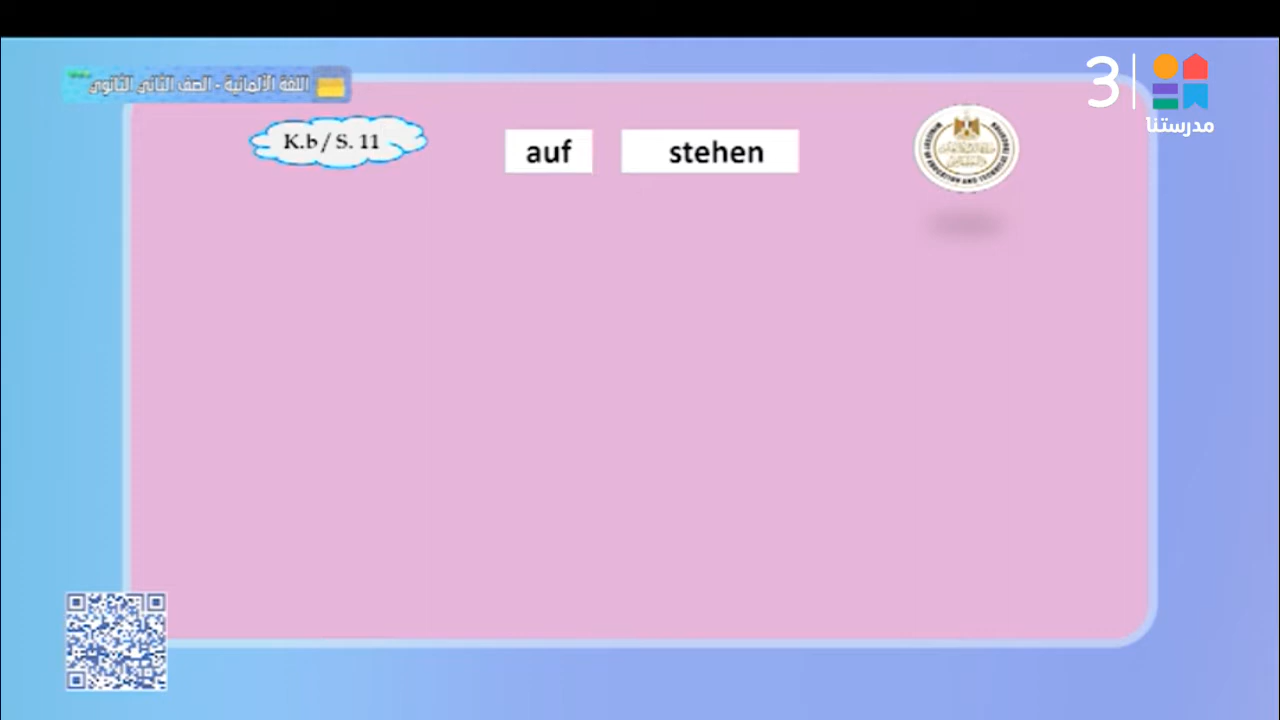 اللغة الألمانية - الصف الثاني الثانوي
3
مدرستنا
K.b / S. 11
auf stehen